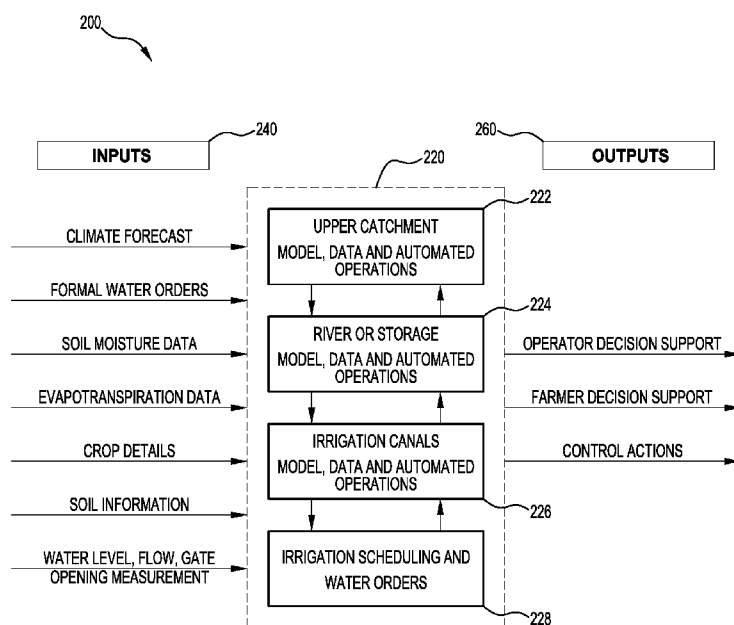 200
240
INPUTS
260
OUTPUTS
220
222
UPPER CATCHMENT
MODEL, DATA AND AUTOMATED
OPERATIONS
CLIMATE FORECAST
FORMAL WATER ORDERS
SOIL MOISTURE DATA
EVAPOTRANSPIRATION DATA
CROP DETAILS
SOIL INFORMATION
WATER LEVEL, FLOW, GATE
OPENING MEASUREMENT
224
RIVER OR STORAGE
MODEL, DATA AND AUTOMATED
OPERATIONS
IRRIGATION CANALS
MODEL, DATA AND AUTOMATED
OPERATIONS
226
IRRIGATION SCHEDULING AND
WATER ORDERS
228
OPERATOR DECISION SUPPORT
FARMER DECISION SUPPORT
CONTROL ACTIONS